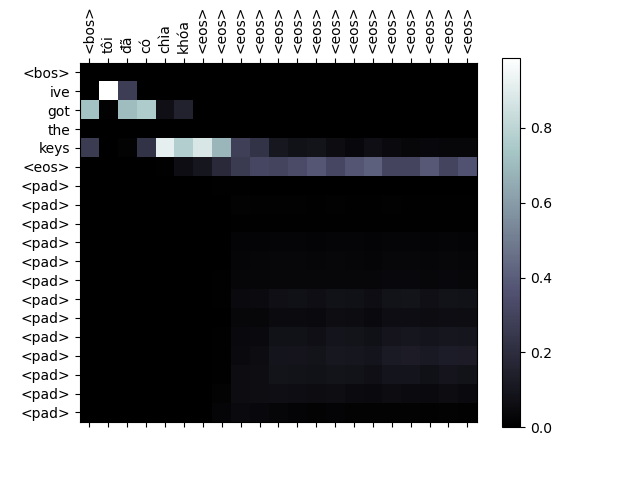 <bos> tôi đã có chìa khóa <eos> <eos> <eos> <eos> <eos> <eos> <eos> <eos> <eos> <eos> <eos> <eos> <eos> <eos> <eos>
<bos>
ive
got
the
keys
<eos>
<pad>
<pad>
<pad>
<pad>
<pad>
<pad>
<pad>
<pad>
<pad>
<pad>
<pad>
<pad>
<pad>
0.8
0.6
0.4
0.2
0.0